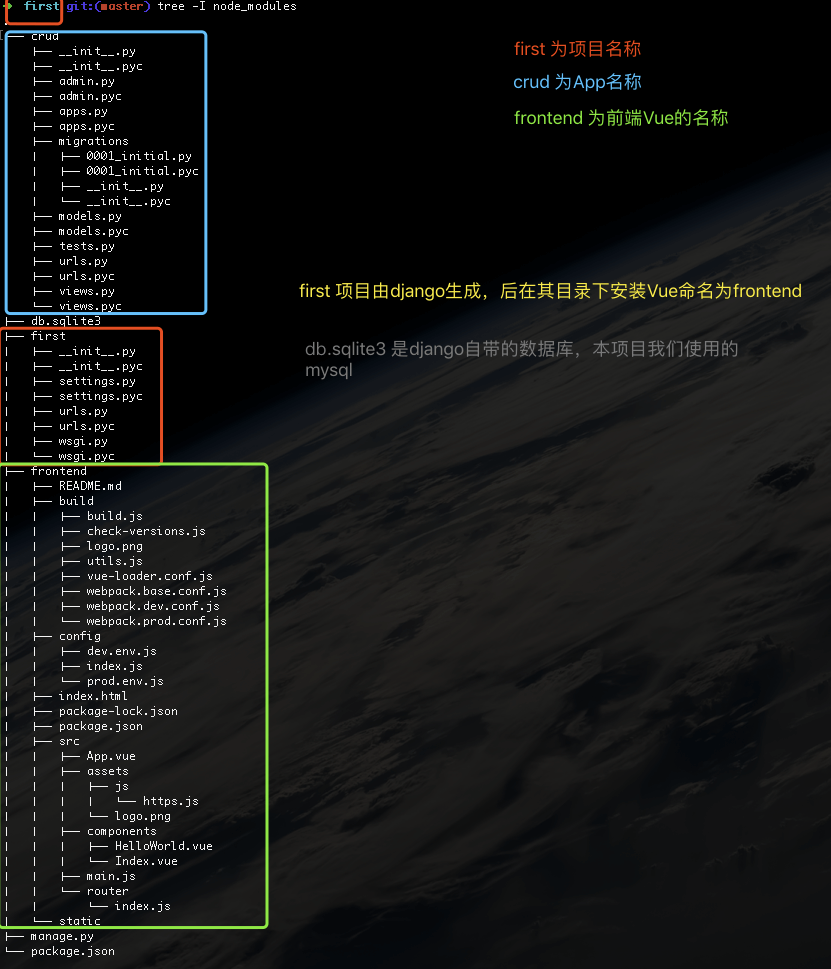 ➜ first git:(master) tree -I node_modules
.
├── crud
│   ├── __init__.py
│   ├── __init__.pyc
│   ├── admin.py
│   ├── admin.pyc
│   ├── apps.py
│   ├── apps.pyc
│   ├── migrations
│   │   ├── 0001_initial.py
│   │   ├── 0001_initial.pyc
│   │   ├── __init__.py
│   │   └── __init__.pyc
│   ├── models.py
│   ├── models.pyc
│   ├── tests.py
│   ├── urls.py
│   ├── urls.pyc
│   ├── views.py
│   └── views.pyc
├── db.sqlite3
├── first
│   ├── __init__.py
│   ├── __init__.pyc
│   ├── settings.py
│   ├── settings.pyc
│   ├── urls.py
│   ├── urls.pyc
│   ├── wsgi.py
│   └── wsgi.pyc
├── frontend
│   ├── README.md
│   ├── build
│   │   ├── build.js
│   │   ├── check-versions.js
│   │   ├── logo.png
│   │   ├── utils.js
│   │   ├── vue-loader.conf.js
│   │   ├── webpack.base.conf.js
│   │   ├── webpack.dev.conf.js
│   │   └── webpack.prod.conf.js
│   ├── config
│   │   ├── dev.env.js
│   │   ├── index.js
│   │   └── prod.env.js
│   ├── index.html
│   ├── package-lock.json
│   ├── package.json
│   ├── src
│   │   ├── App.vue
│   │   ├── assets
│   │   │   ├── js
│   │   │   │   └── https.js
│   │   │   └── logo.png
│   │   ├── components
│   │   │   ├── HelloWorld.vue
│   │   │   └── Index.vue
│   │   ├── main.js
│   │   └── router
│   │       └── index.js
│   └── static
├── manage.py
└── package.json
first 为项目名称
crud 为App名称
frontend 为前端Vue的名称
first 项目由django生成，后在其目录下安装Vue命名为frontend
db.sqlite3 是django自带的数据库，本项目我们使用的
mysql